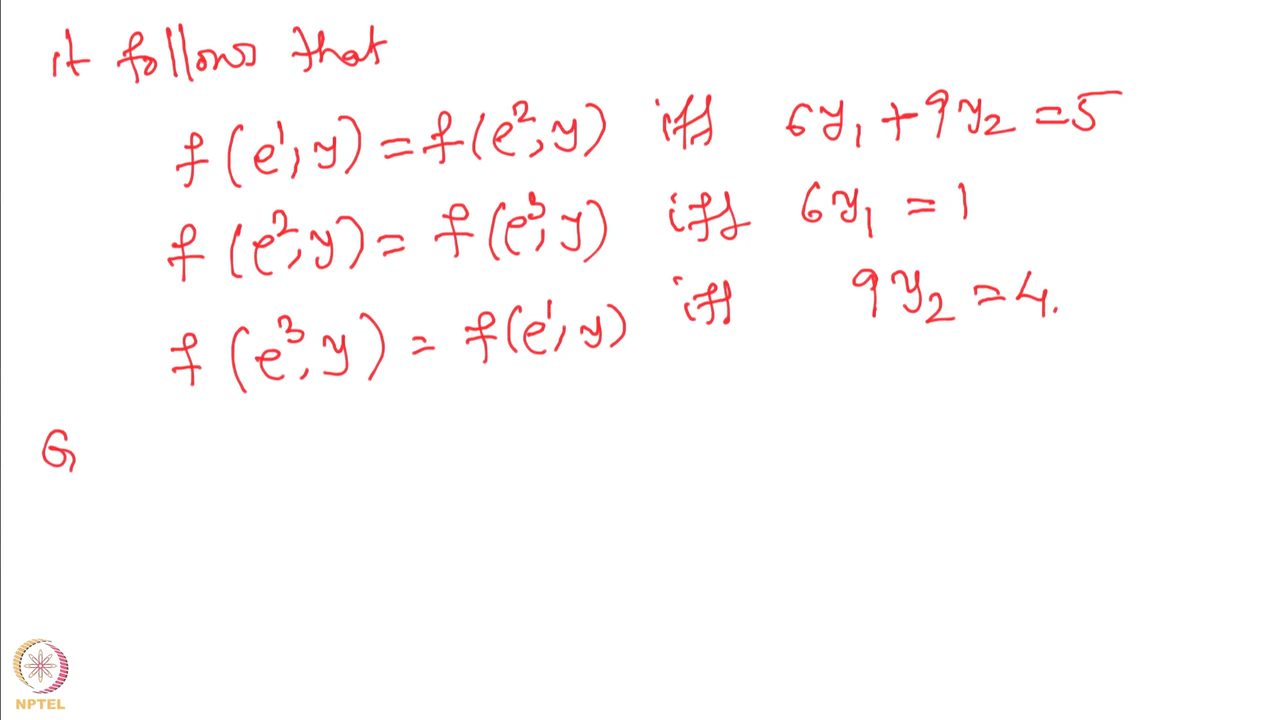 it follows that
f(e¹, y) = f(e², y) iff 6y₁ + 9y₂ = 5
f(e², y) = f(e³, y) iff 6y₁ = 1
f(e³, y) = f(e¹, y) iff 9y₂ = 4.
G
NPTEL